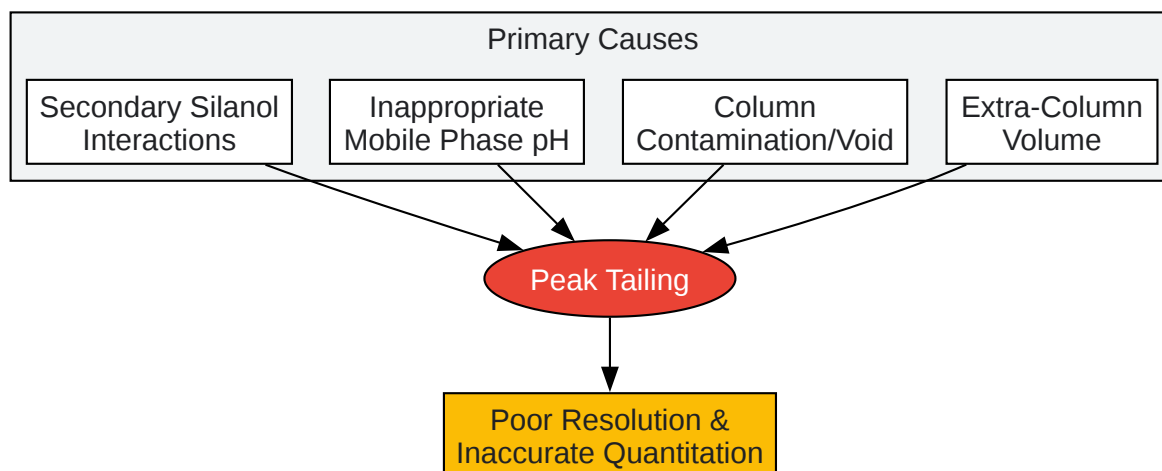 Primary Causes
Secondary Silanol
Interactions
Inappropriate
Mobile Phase pH
Column
Contamination/Void
Extra-Column
Volume
Peak Tailing
Poor Resolution &
Inaccurate Quantitation